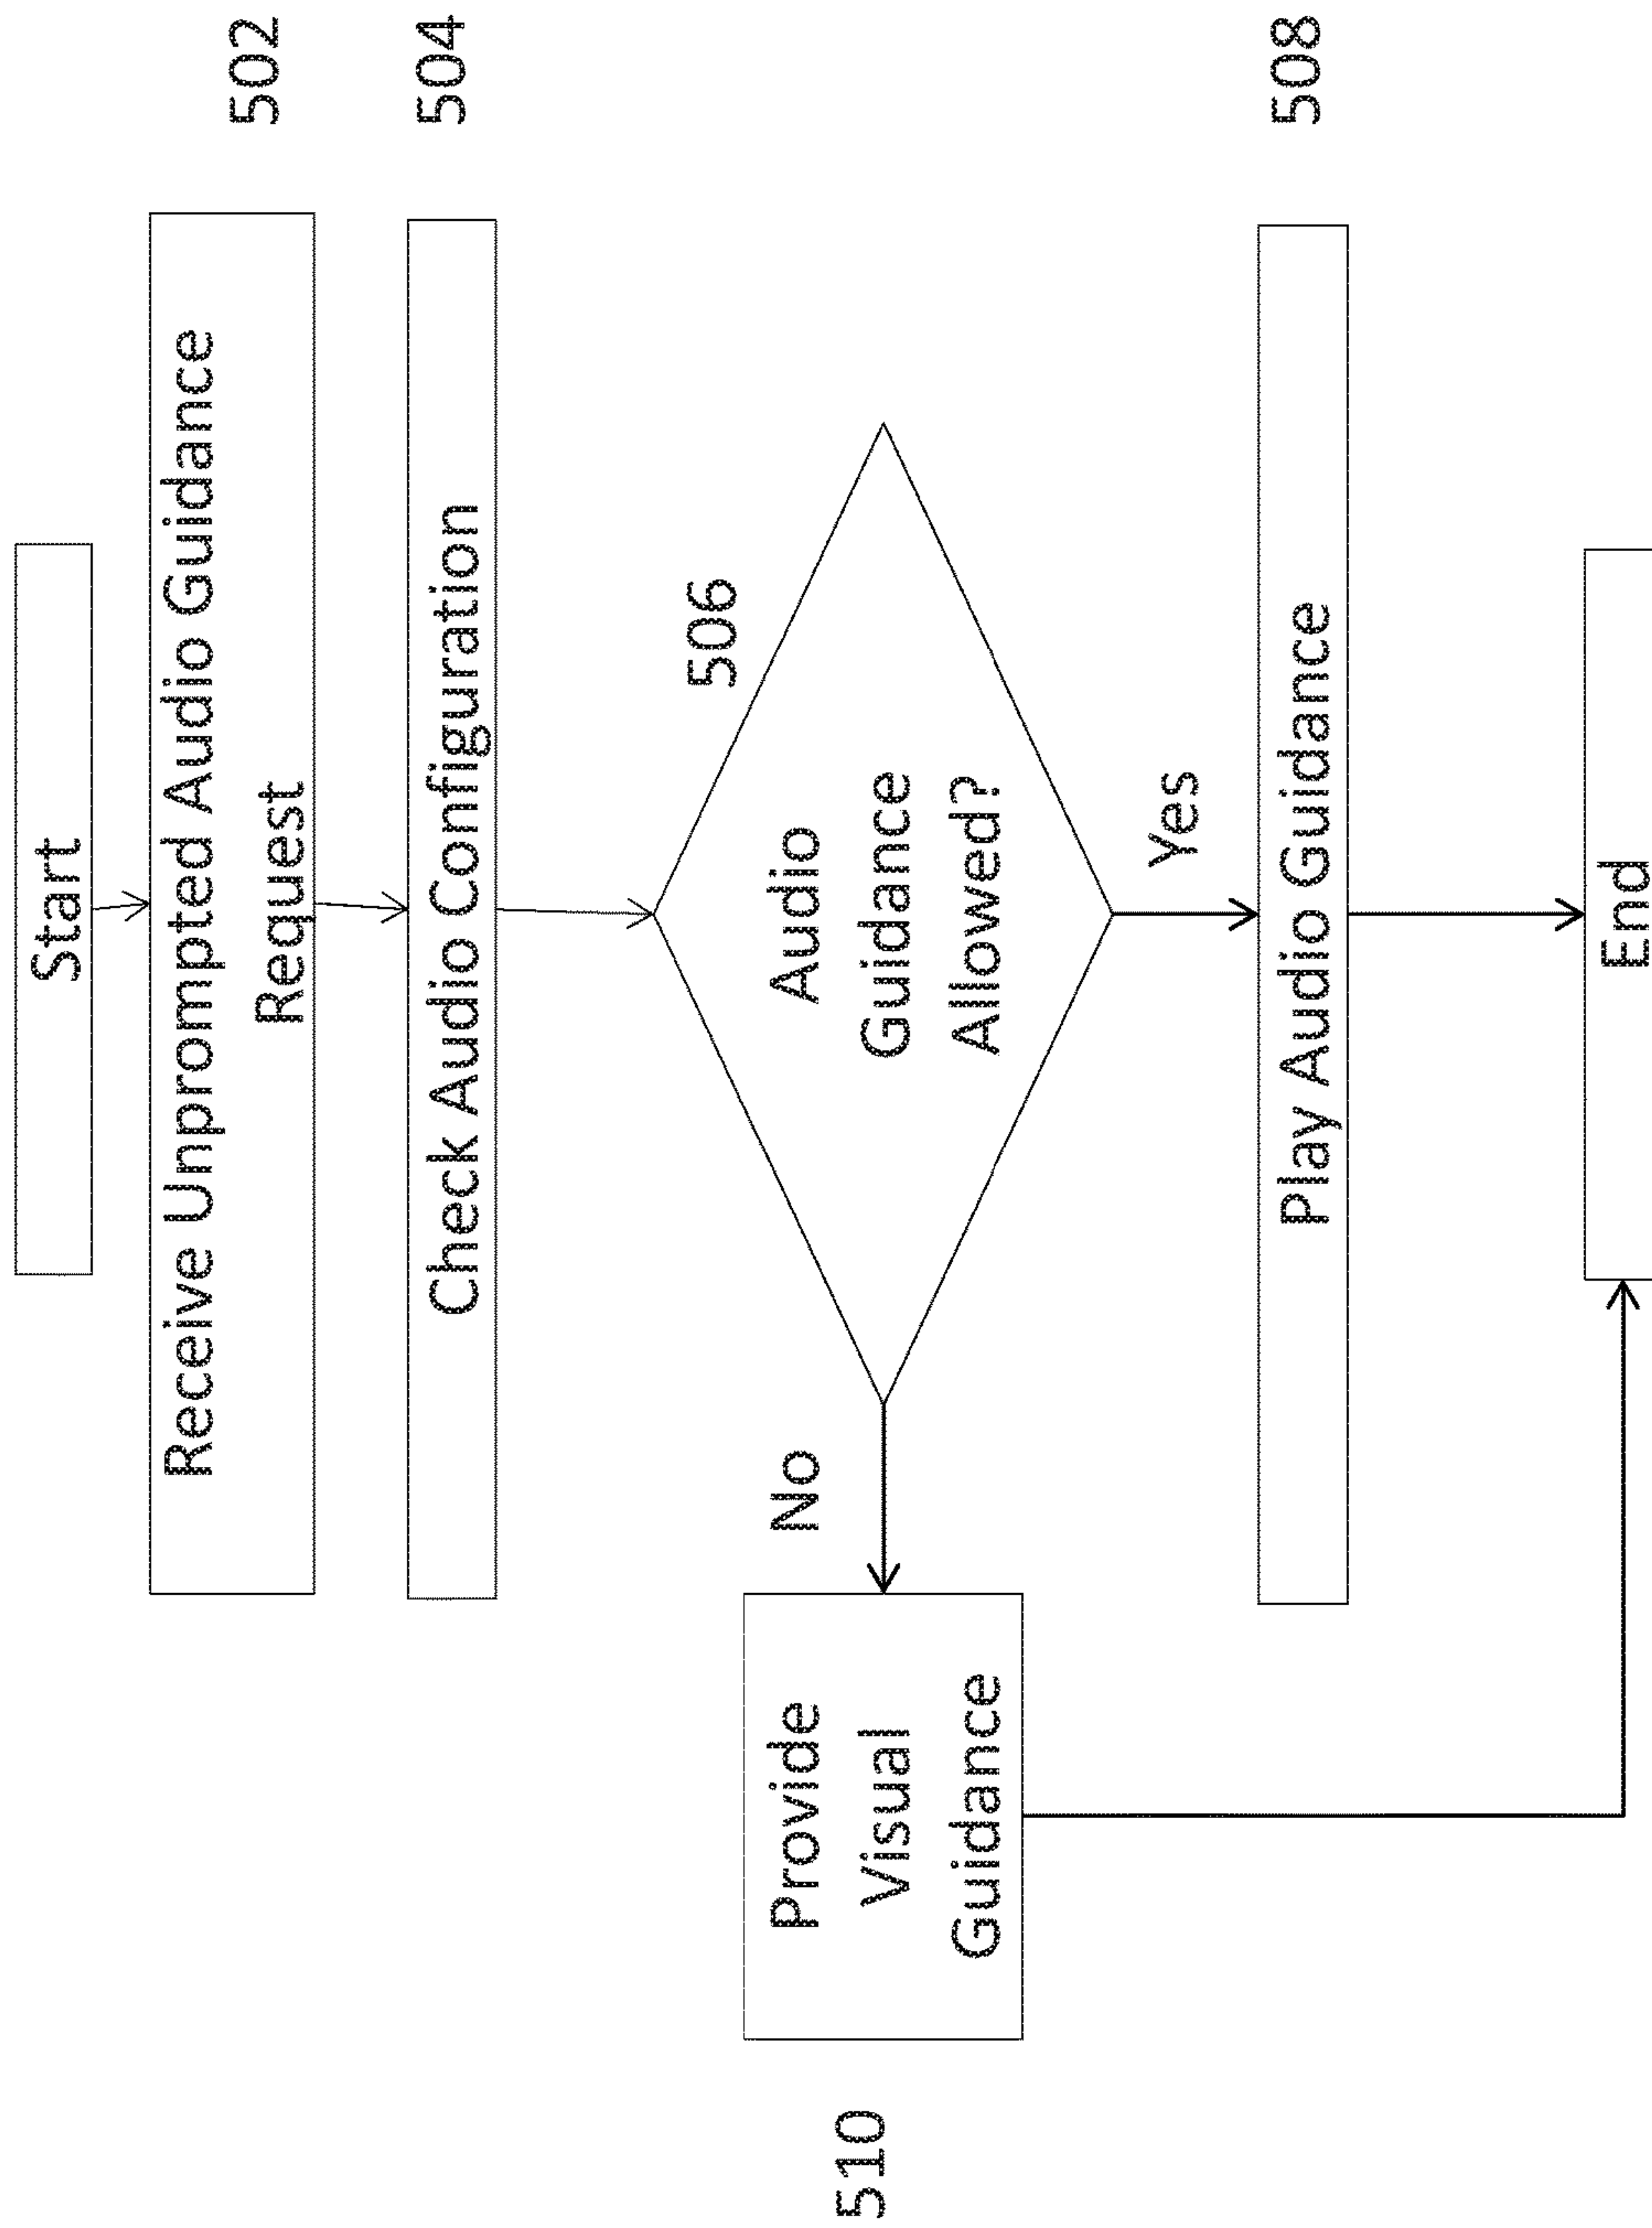 Start
Receive Unprompted Audio Guidance
Request
502
Check Audio Configuration
504
506
Audio
Guidance
Allowed?
No
Provide
Visual
Guidance
510
Yes
Play Audio Guidance
508
End